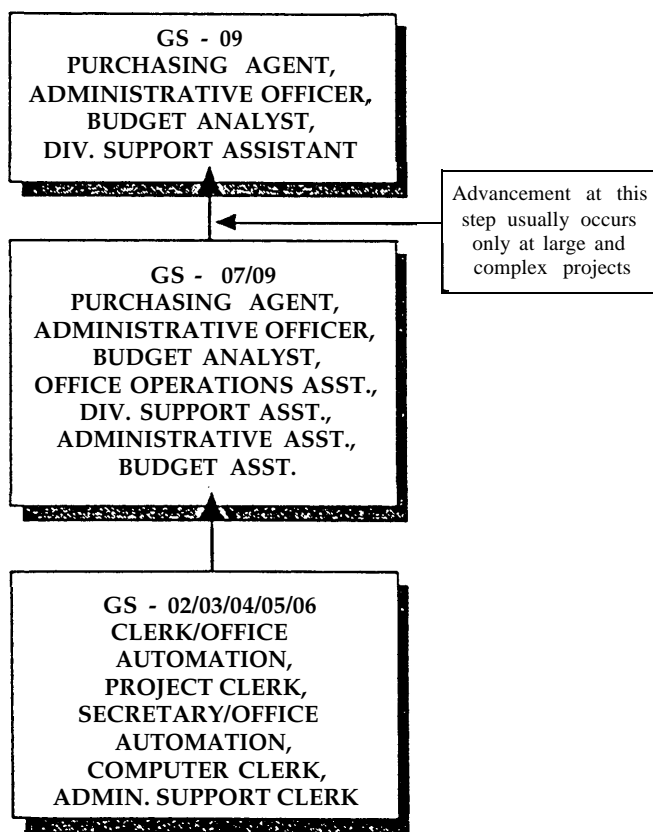 GS - 09
PURCHASING AGENT,
ADMINISTRATIVE OFFICER,
BUDGET ANALYST,
DIV. SUPPORT ASSISTANT
Advancement at this
step usually occurs
only at large and
complex projects
GS - 07/09
PURCHASING AGENT,
ADMINISTRATIVE OFFICER,
BUDGET ANALYST,
OFFICE OPERATIONS ASST.,
DIV. SUPPORT ASST.,
ADMINISTRATIVE ASST.,
BUDGET ASST.
GS - 02/03/04/05/06
CLERK/OFFICE
AUTOMATION,
PROJECT CLERK,
SECRETARY/OFFICE
AUTOMATION,
COMPUTER CLERK,
ADMIN. SUPPORT CLERK